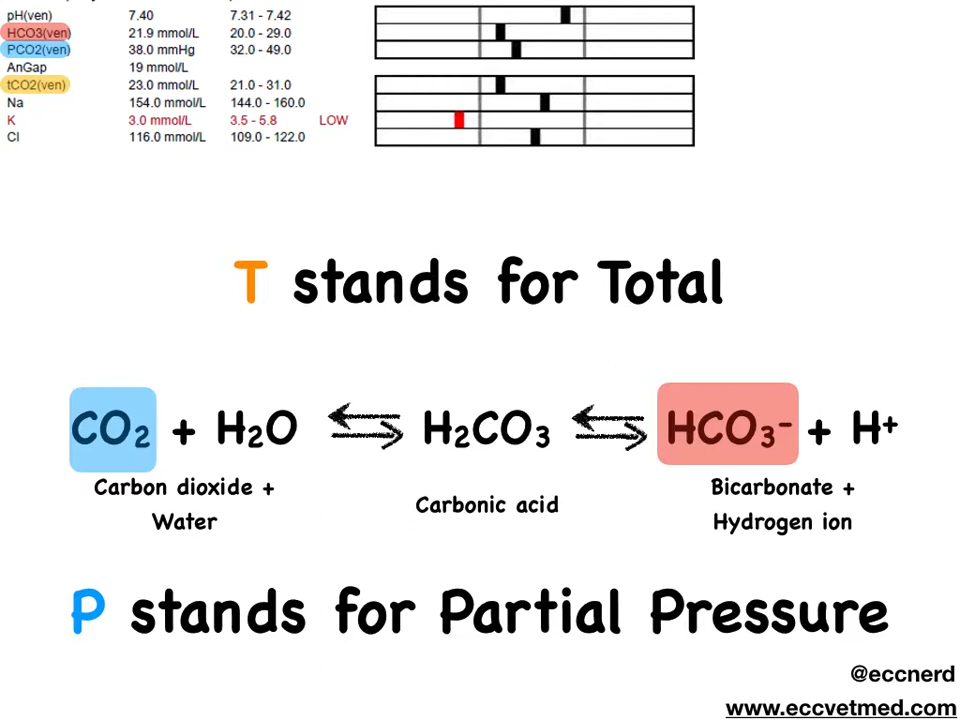 pH(ven) 7.40 7.31 - 7.42
HCO3(ven) 21.9 mmol/L 20.0 - 29.0
PCO2(ven) 38.0 mmHg 32.0 - 49.0
AnGap 19 mmol/L
tCO2(ven) 23.0 mmol/L 21.0 - 31.0
Na 154.0 mmol/L 144.0 - 160.0
K 3.0 mmol/L 3.5 - 5.8 LOW
Cl 116.0 mmol/L 109.0 - 122.0
T stands for Total
CO₂ + H₂O ⇌ H₂CO₃ ⇌ HCO₃⁻ + H⁺
Carbon dioxide + Water
Carbonic acid
Bicarbonate + Hydrogen ion
P stands for Partial Pressure
@eccnerd
www.eccvetmed.com